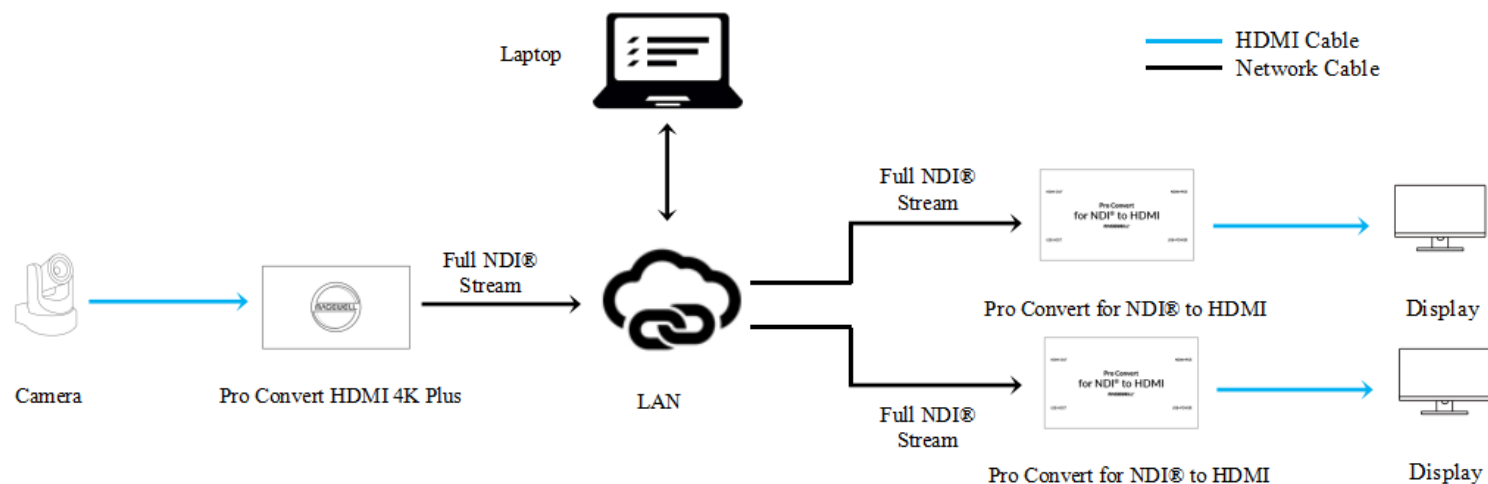 Laptop
HDMI Cable
Network Cable
Full NDI®
Stream
Pro Convert
for NDI® to HDMI
Full NDI®
Stream
MAGEWELL
Pro Convert for NDI® to HDMI
Display
Camera
Pro Convert HDMI 4K Plus
LAN
Pro Convert
for NDI® to HDMI
Full NDI®
Stream
Pro Convert for NDI® to HDMI
Display